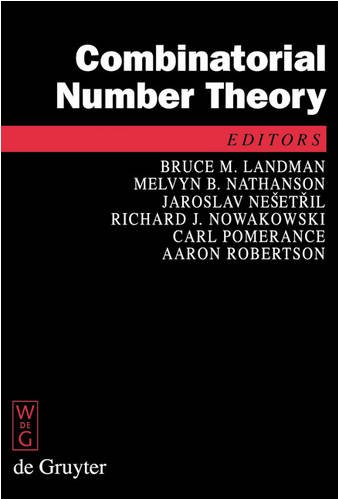 Combinatorial
Number Theory
EDITORS
BRUCE M. LANDMAN
MELVYN B. NATHANSON
JAROSLAV NEŠETŘIL
RICHARD J. NOWAKOWSKI
CARL POMERANCE
AARON ROBERTSON
W
DE
G
de Gruyter